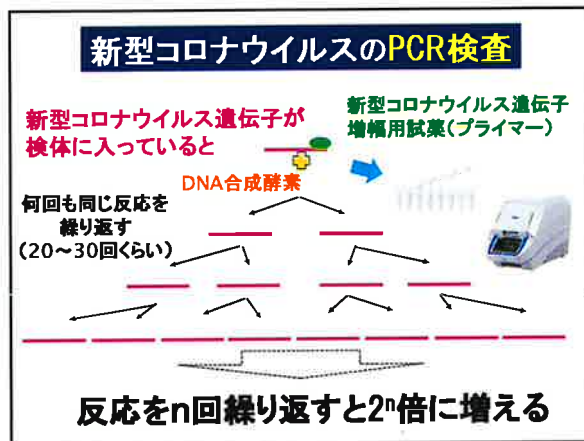 新型コロナウイルスのPCR検査
新型コロナウイルス遺伝子が
検体に入っていると
新型コロナウイルス遺伝子
増幅用試薬(プライマー)
DNA合成酵素
何回も同じ反応を
繰り返す
(20～30回くらい)
反応をn回繰り返すと2ⁿ倍に増える